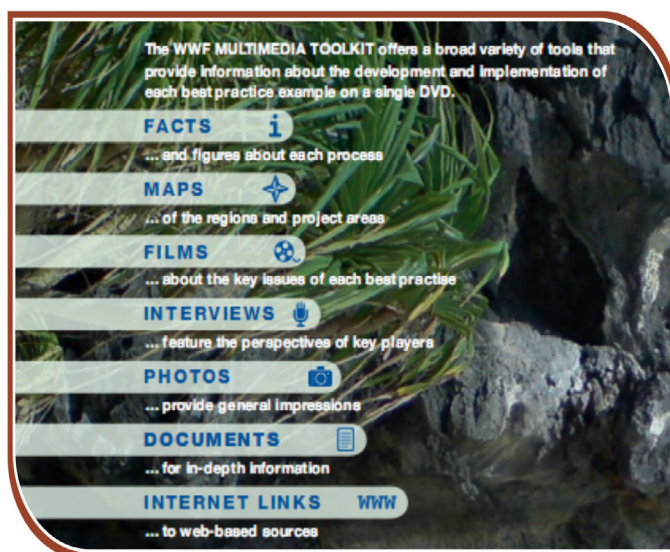 The WWF MULTIMEDIA TOOLKIT offers a broad variety of tools that
provide information about the development and implementation of
each best practice example on a single DVD.
FACTS i
... and figures about each process
MAPS
... of the regions and project areas
FILMS
... about the key issues of each best practise
INTERVIEWS
... feature the perspectives of key players
PHOTOS
... provide general impressions
DOCUMENTS
... for in-depth information
INTERNET LINKS WWW
... to web-based sources